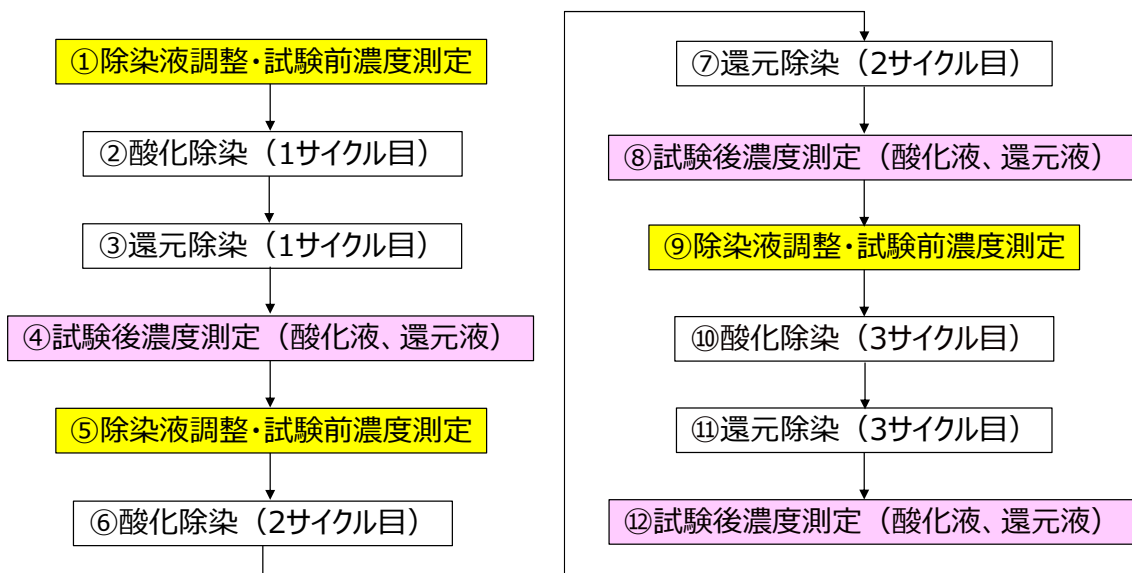 ①除染液調整・試験前濃度測定
②酸化除染（1サイクル目）
③還元除染（1サイクル目）
④試験後濃度測定（酸化液、還元液）
⑤除染液調整・試験前濃度測定
⑥酸化除染（2サイクル目）
⑦還元除染（2サイクル目）
⑧試験後濃度測定（酸化液、還元液）
⑨除染液調整・試験前濃度測定
⑩酸化除染（3サイクル目）
⑪還元除染（3サイクル目）
⑫試験後濃度測定（酸化液、還元液）